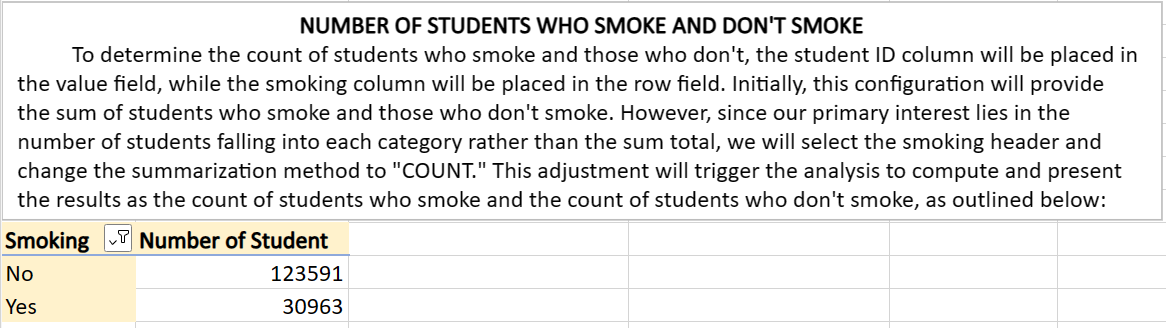 NUMBER OF STUDENTS WHO SMOKE AND DON'T SMOKE
To determine the count of students who smoke and those who don't, the student ID column will be placed in
the value field, while the smoking column will be placed in the row field. Initially, this configuration will provide
the sum of students who smoke and those who don't smoke. However, since our primary interest lies in the
number of students falling into each category rather than the sum total, we will select the smoking header and
change the summarization method to "COUNT." This adjustment will trigger the analysis to compute and present
the results as the count of students who smoke and the count of students who don't smoke, as outlined below:
Smoking Number of Student
No 123591
Yes 30963